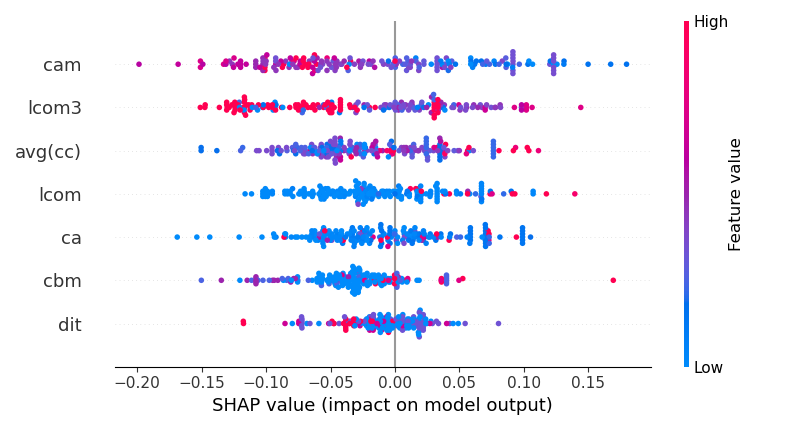 High
cam
lcom3
avg(cc)
lcom
ca
cbm
dit
Low
Feature value
−0.20 −0.15 −0.10 −0.05 0.00 0.05 0.10 0.15
SHAP value (impact on model output)